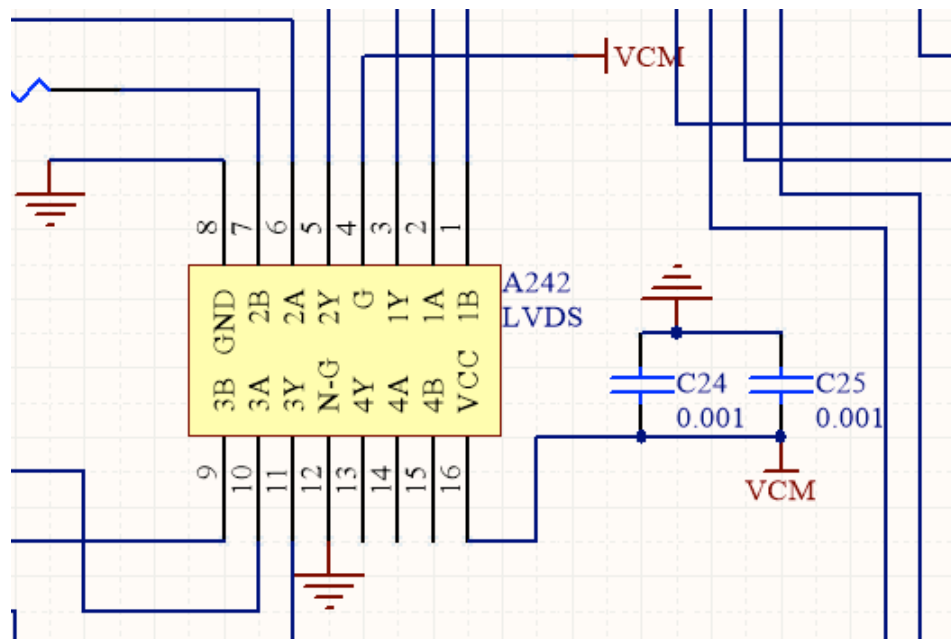 VCM
8 7 6 5 4 3 2 1
GND 2B 2A 2Y G 1Y 1A 1B
3B 3A 3Y N-G 4Y 4A 4B VCC
9 10 11 12 13 14 15 16
A242
LVDS
C24
0.001
C25
0.001
VCM